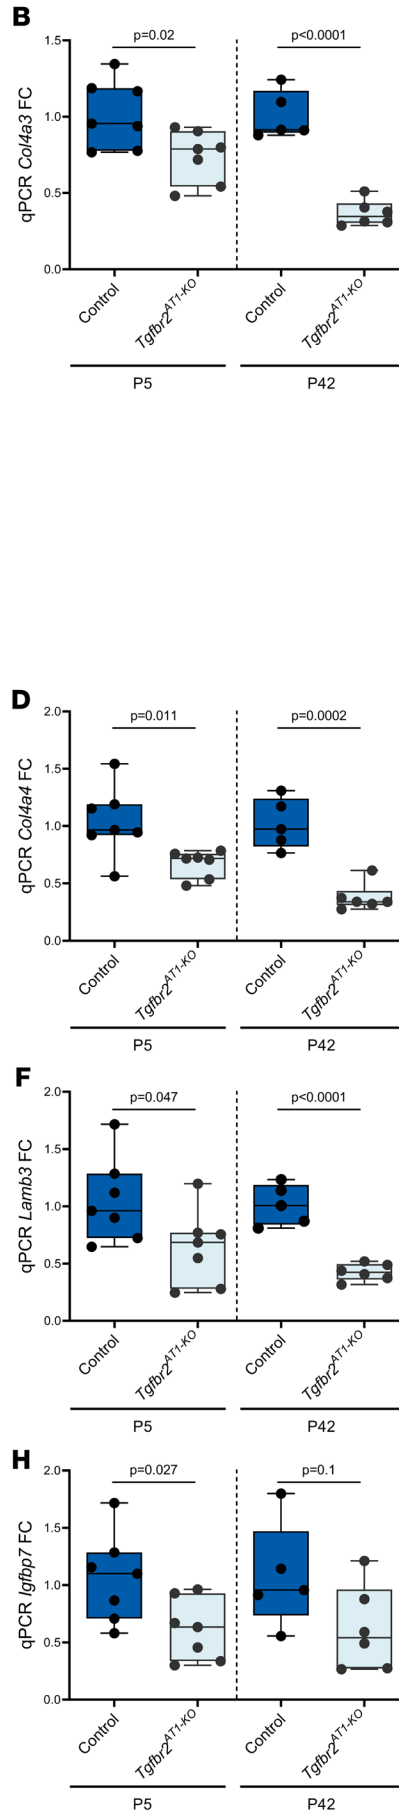 B
qPCR Col4a3 FC
1.5
1.0
0.5
0.0
p=0.02
p<0.0001
Control
Tgfbr2AT1-KO
Control
Tgfbr2AT1-KO
P5
P42
D
qPCR Col4a4 FC
2.0
1.5
1.0
0.5
0.0
p=0.011
p=0.0002
Control
Tgfbr2AT1-KO
Control
Tgfbr2AT1-KO
P5
P42
F
qPCR Lamb3 FC
2.0
1.5
1.0
0.5
0.0
p=0.047
p<0.0001
Control
Tgfbr2AT1-KO
Control
Tgfbr2AT1-KO
P5
P42
H
qPCR Igfbp7 FC
2.0
1.5
1.0
0.5
0.0
p=0.027
p=0.1
Control
Tgfbr2AT1-KO
Control
Tgfbr2AT1-KO
P5
P42